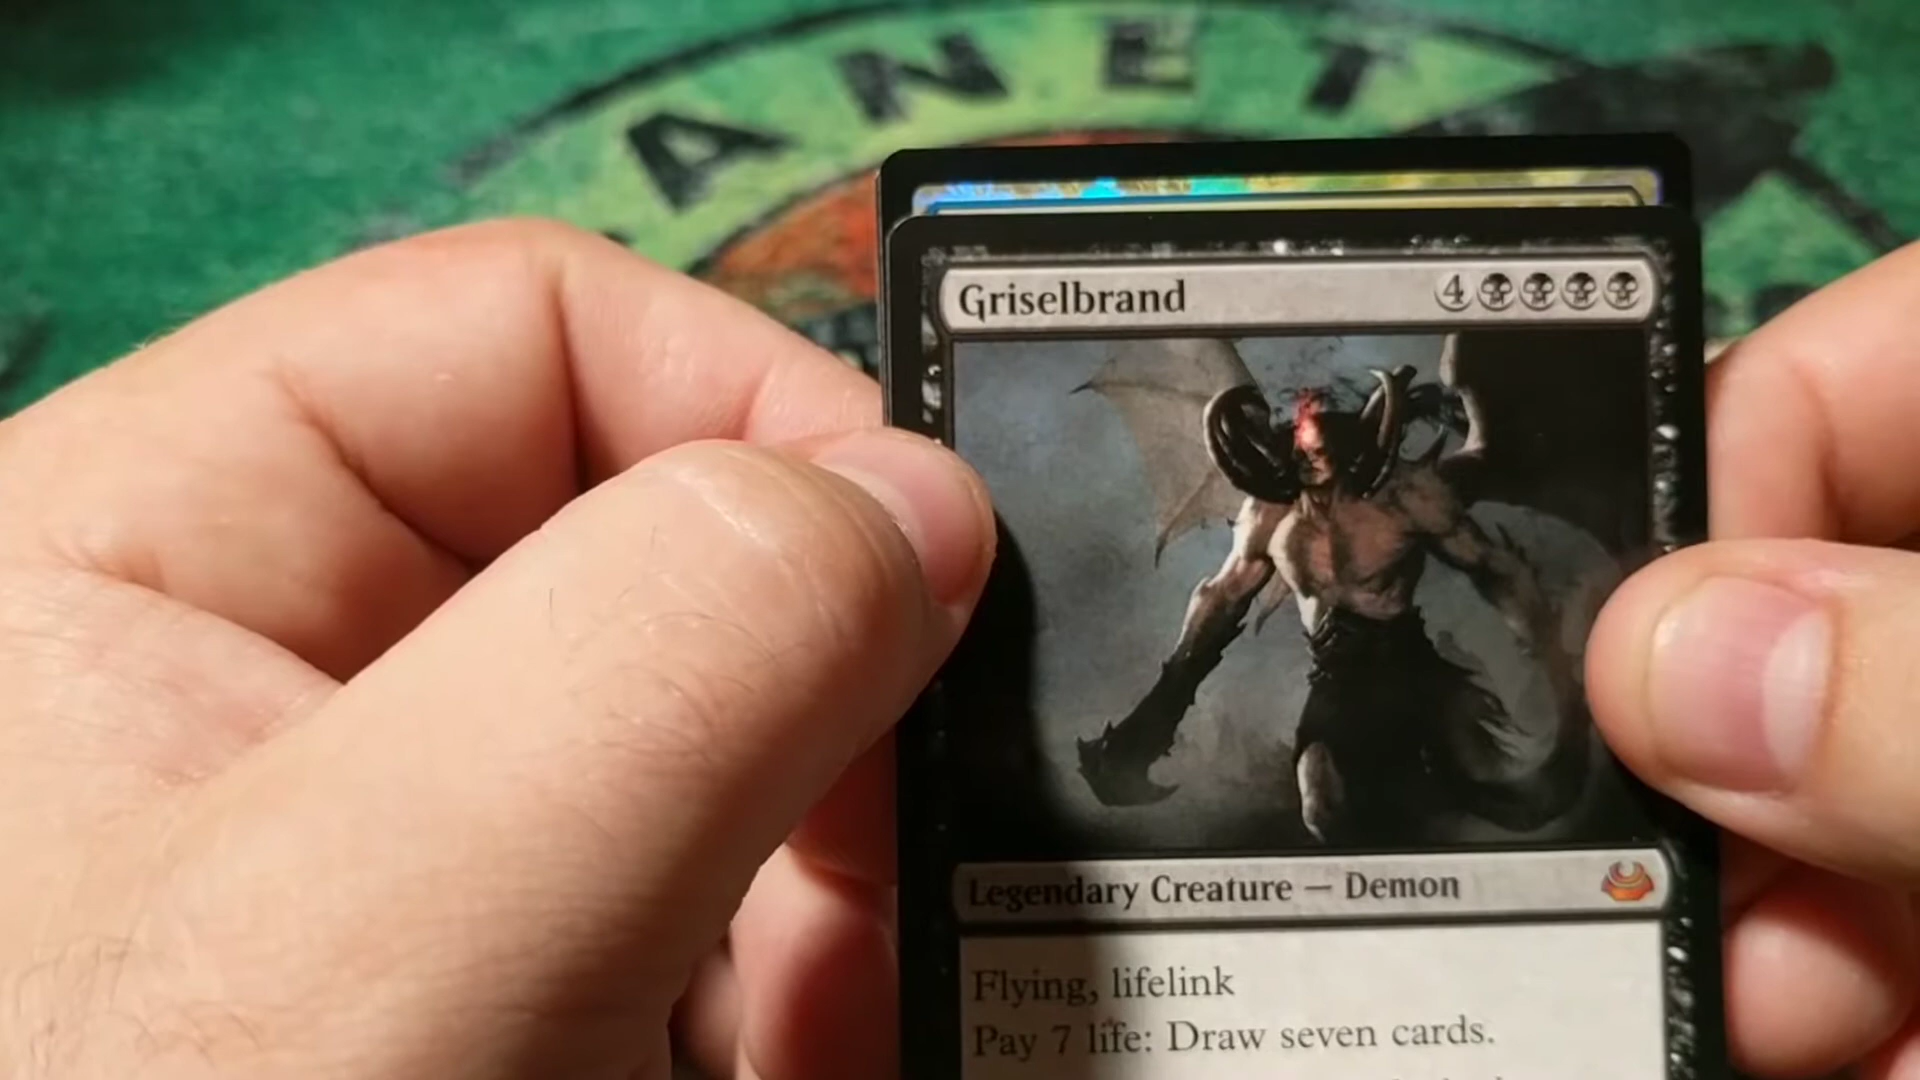 ANET
Griselbrand 4
Legendary Creature — Demon
Flying, lifelink
Pay 7 life: Draw seven cards.